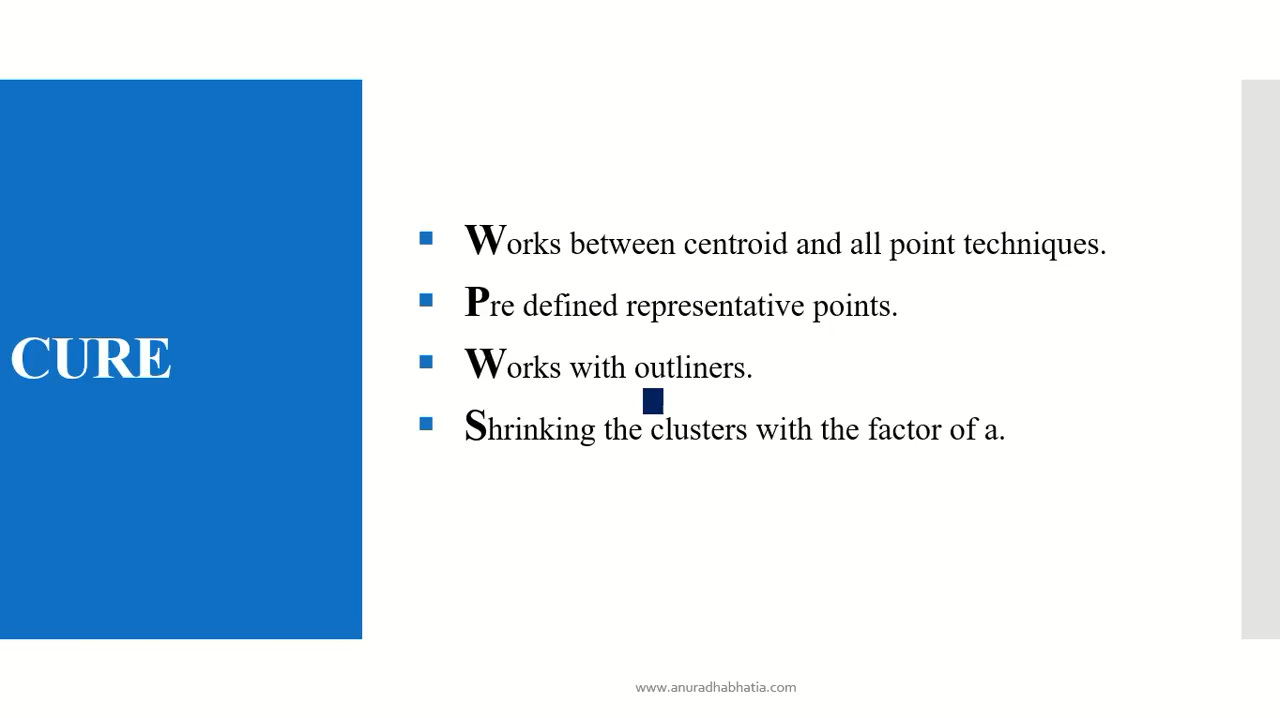 CURE
Works between centroid and all point techniques.
Pre defined representative points.
Works with outliners.
Shrinking the clusters with the factor of a.
www.anuradhabhatia.com